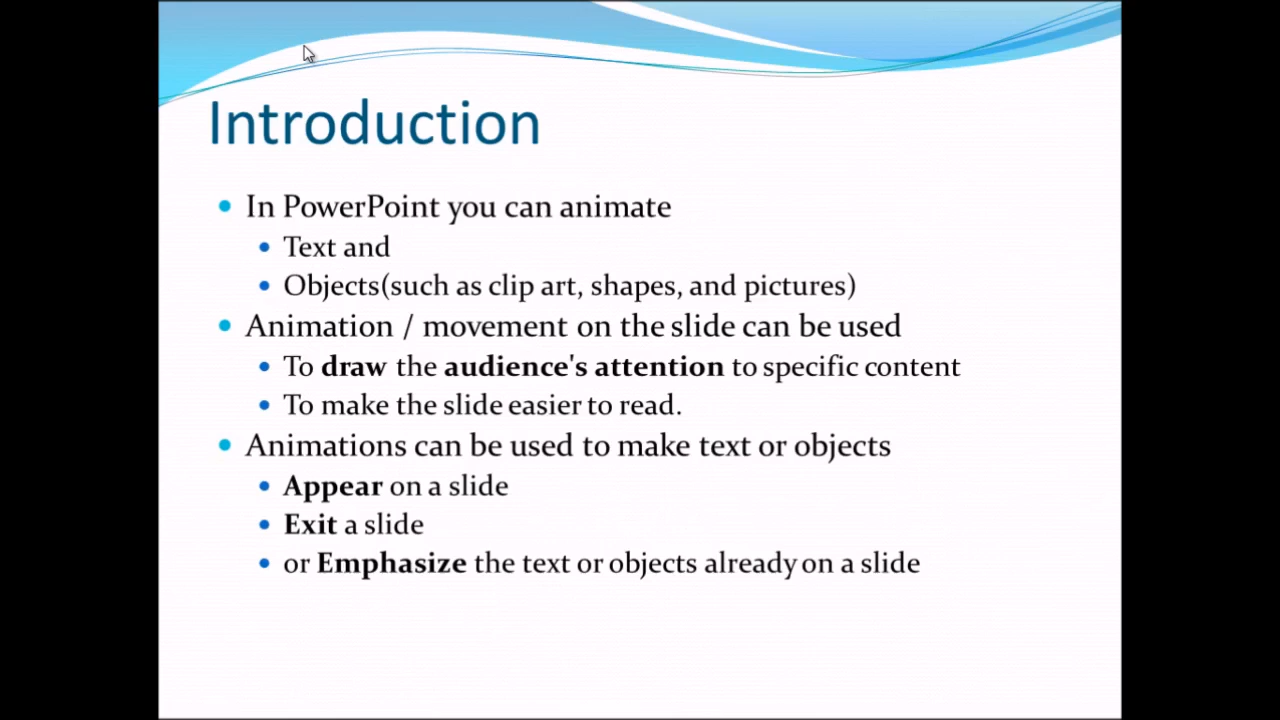 Introduction
In PowerPoint you can animate
Text and
Objects(such as clip art, shapes, and pictures)
Animation / movement on the slide can be used
To draw the audience's attention to specific content
To make the slide easier to read.
Animations can be used to make text or objects
Appear on a slide
Exit a slide
or Emphasize the text or objects already on a slide